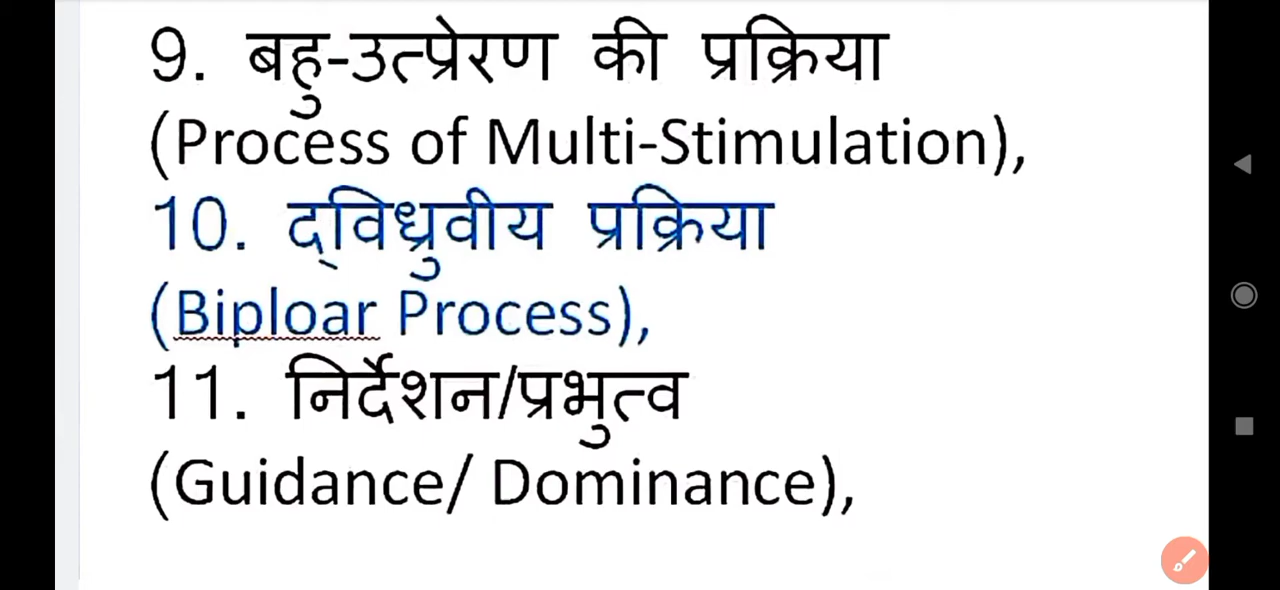 9. बहु-उत्प्रेरण की प्रक्रिया
(Process of Multi-Stimulation),
10. द्‌विध्रुवीय प्रक्रिया
(Biploar Process),
11. निर्देशन/प्रभुत्व
(Guidance/ Dominance),